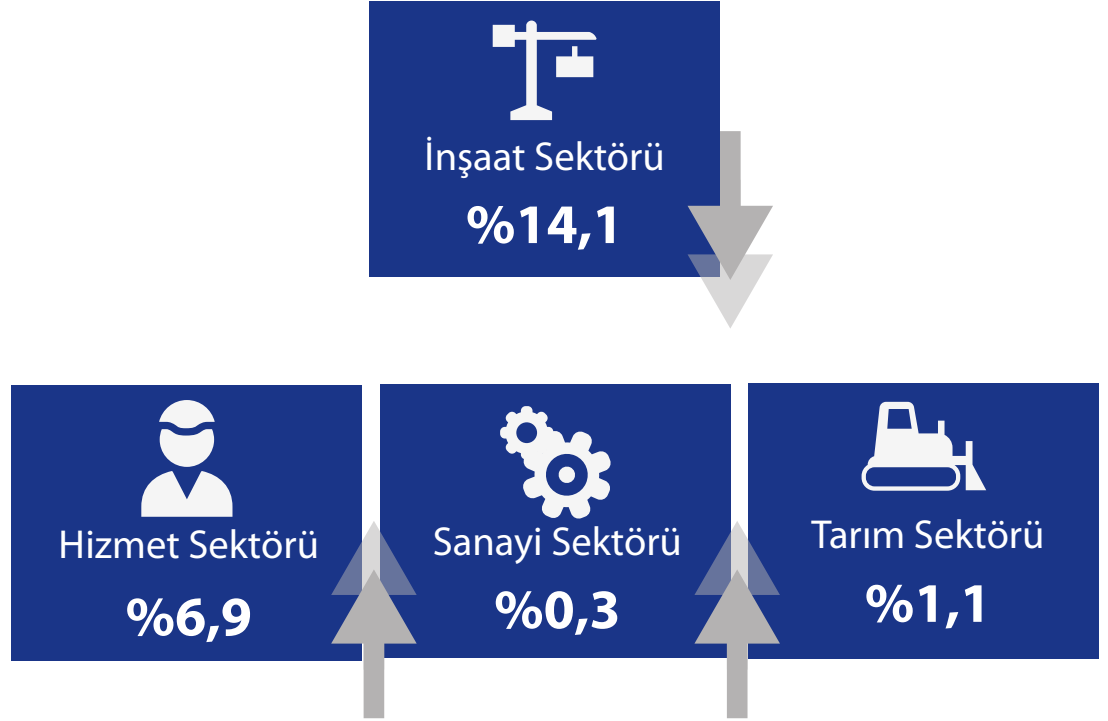 İnşaat Sektörü
%14,1
Hizmet Sektörü
%6,9
Sanayi Sektörü
%0,3
Tarım Sektörü
%1,1